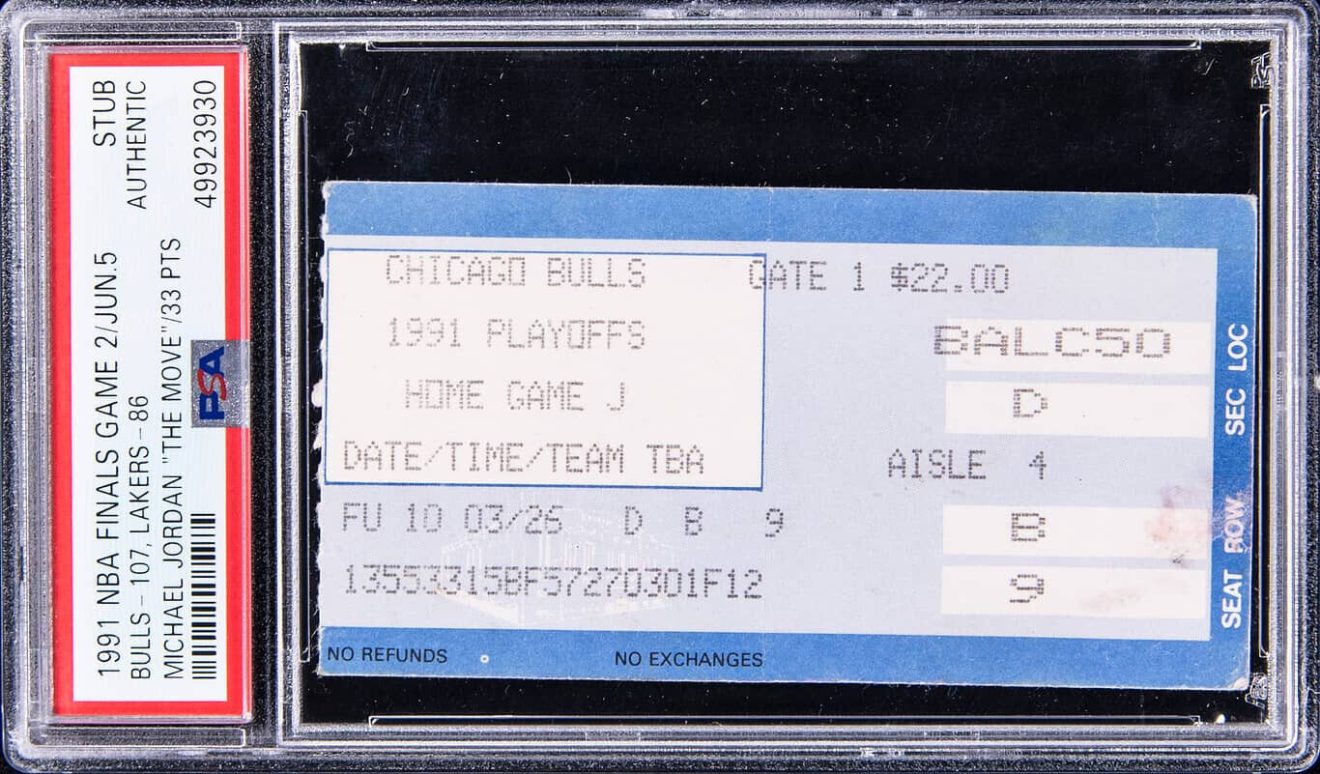 1991 NBA FINALS GAME 2/JUN.5 STUB
BULLS - 107, LAKERS - 86 AUTHENTIC
MICHAEL JORDAN "THE MOVE"/33 PTS
49923930
PSA
CHICAGO BULLS
1991 PLAYOFFS
HOME GAME J
DATE/TIME/TEAM TBA
GATE 1 $22.00
BALC50
D
AISLE 4
FU 10 03/26 D B 9
B
9
LOC
SEC
ROW
SEAT
NO REFUNDS NO EXCHANGES